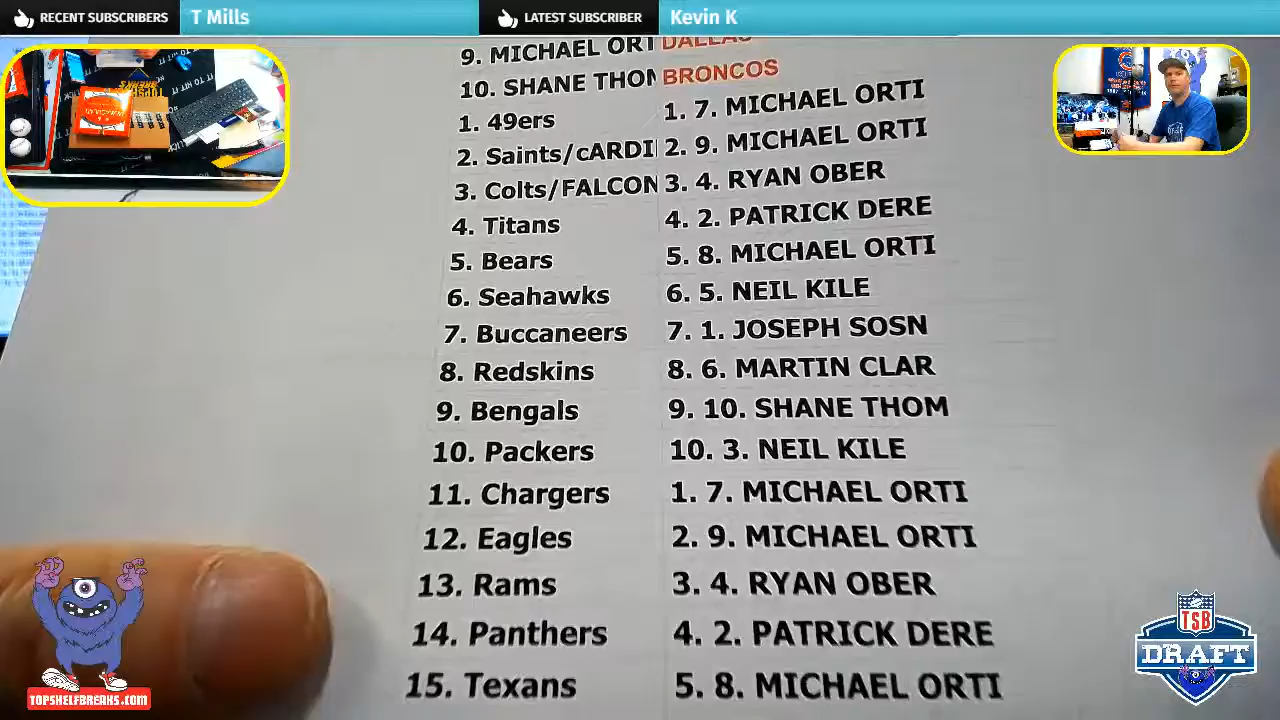 RECENT SUBSCRIBERS T Mills LATEST SUBSCRIBER Kevin K
9. MICHAEL ORTI DALLAS
10. SHANE THOM BRONCOS
1. 49ers 1. 7. MICHAEL ORTI
2. Saints/cARDI 2. 9. MICHAEL ORTI
3. Colts/FALCON 3. 4. RYAN OBER
4. Titans 4. 2. PATRICK DERE
5. Bears 5. 8. MICHAEL ORTI
6. Seahawks 6. 5. NEIL KILE
7. Buccaneers 7. 1. JOSEPH SOSN
8. Redskins 8. 6. MARTIN CLAR
9. Bengals 9. 10. SHANE THOM
10. Packers 10. 3. NEIL KILE
11. Chargers 1. 7. MICHAEL ORTI
12. Eagles 2. 9. MICHAEL ORTI
13. Rams 3. 4. RYAN OBER
14. Panthers 4. 2. PATRICK DERE
15. Texans 5. 8. MICHAEL ORTI
TOPSHELFBREAKS.COM
TSB
DRAFT